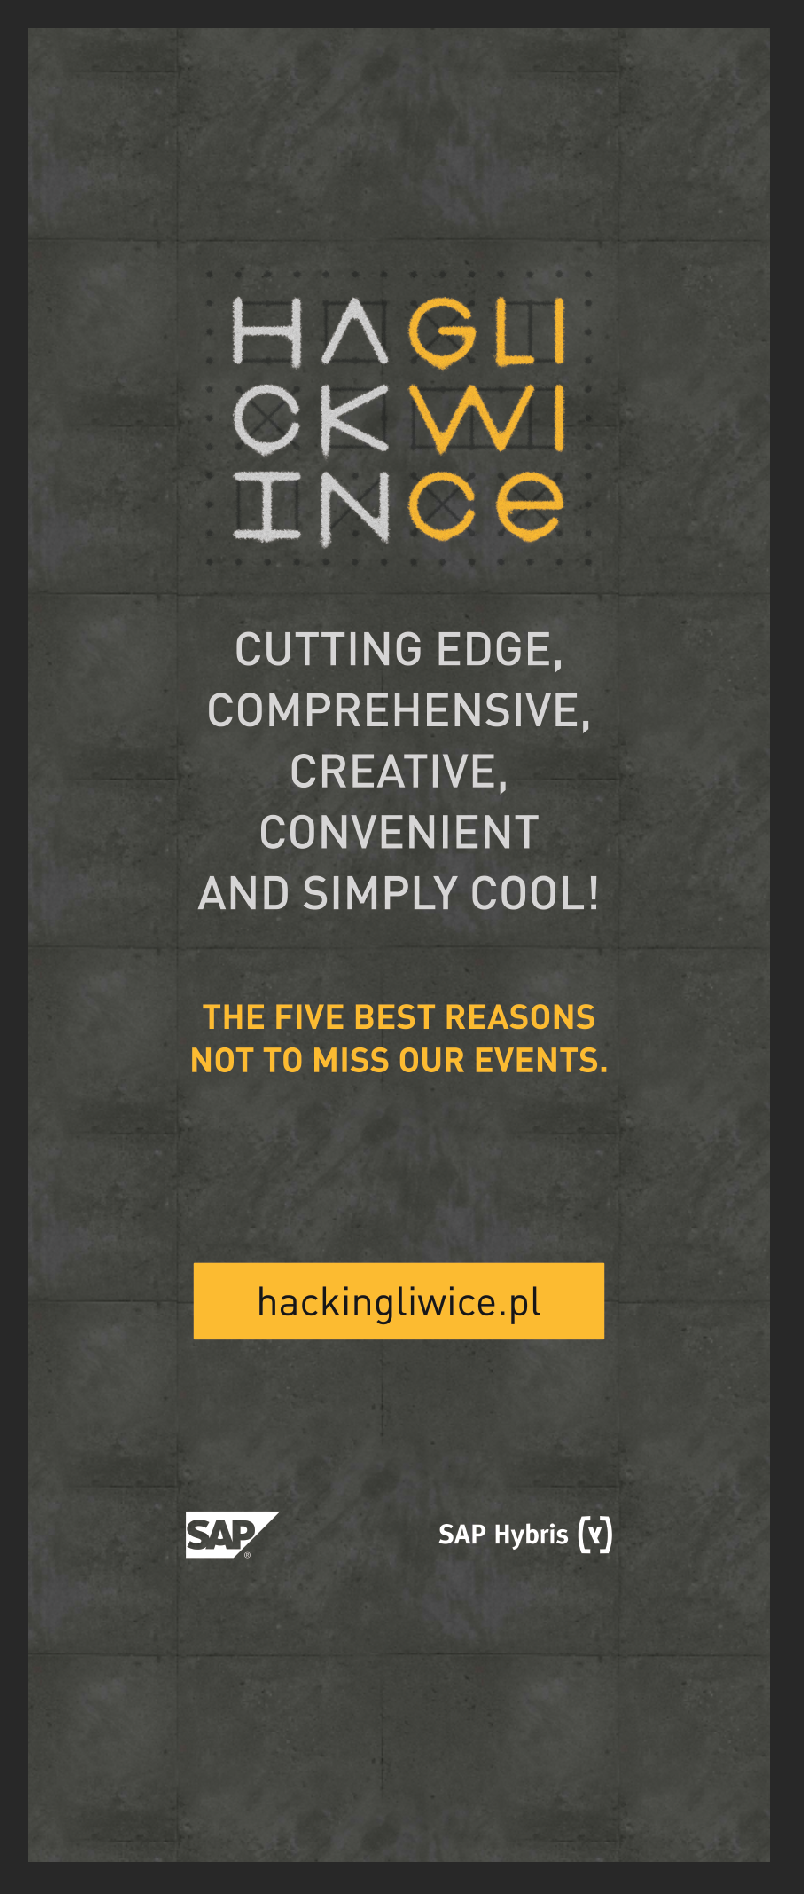 HAGLI
CKWI
INCe
CUTTING EDGE,
COMPREHENSIVE,
CREATIVE,
CONVENIENT
AND SIMPLY COOL!
THE FIVE BEST REASONS
NOT TO MISS OUR EVENTS.
hackingliwice.pl
SAP®
SAP Hybris (Y)